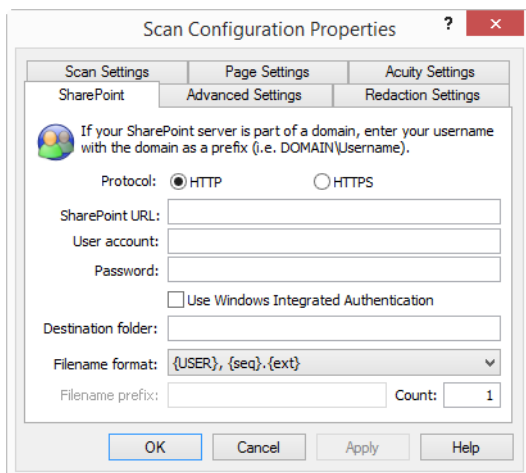 Scan Configuration Properties ? ×
Scan Settings Page Settings Acuity Settings
SharePoint Advanced Settings Redaction Settings
If your SharePoint server is part of a domain, enter your username
with the domain as a prefix (i.e. DOMAIN\Username).
Protocol: HTTP HTTPS
SharePoint URL:
User account:
Password:
Use Windows Integrated Authentication
Destination folder:
Filename format: {USER}, {seq}.{ext}
Filename prefix: Count: 1
OK Cancel Apply Help